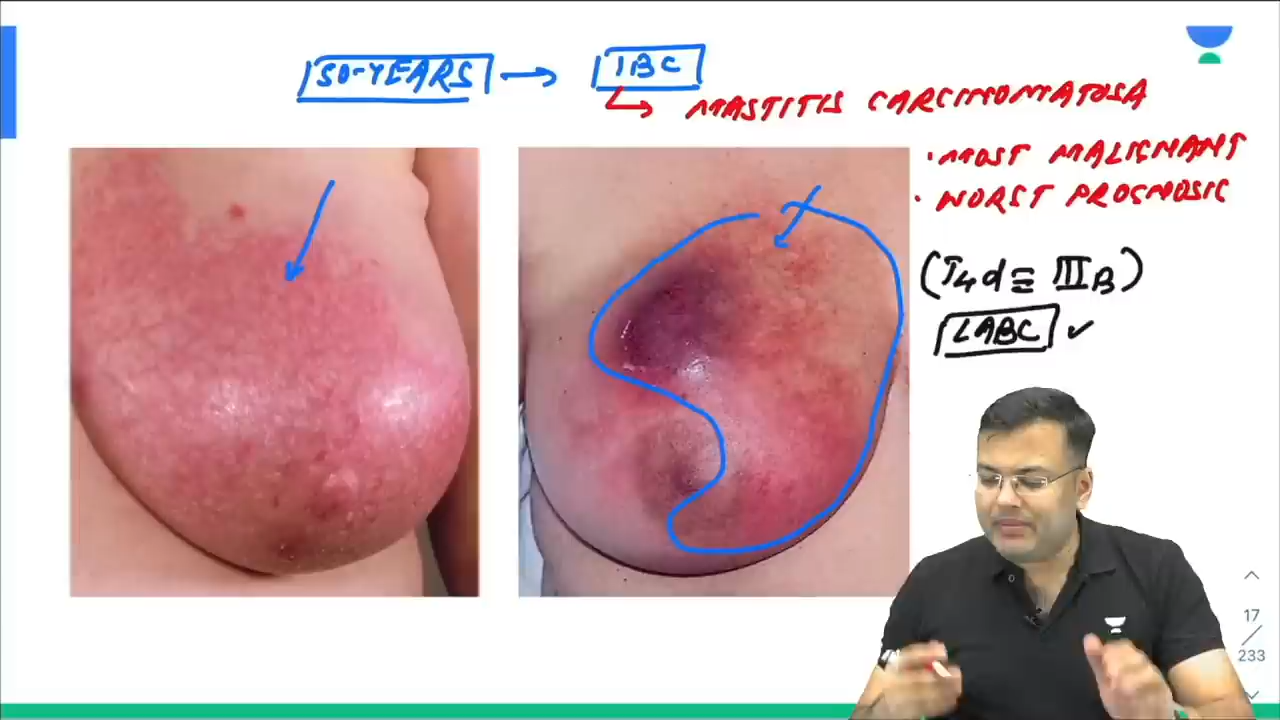 50-YEARS → IBC
↳ MASTITIS CARCINOMATOSA
· MOST MALIGNANT
· WORST PROGNOSIS
(T4d ≡ IIIB)
LABC ✓
17
/
233